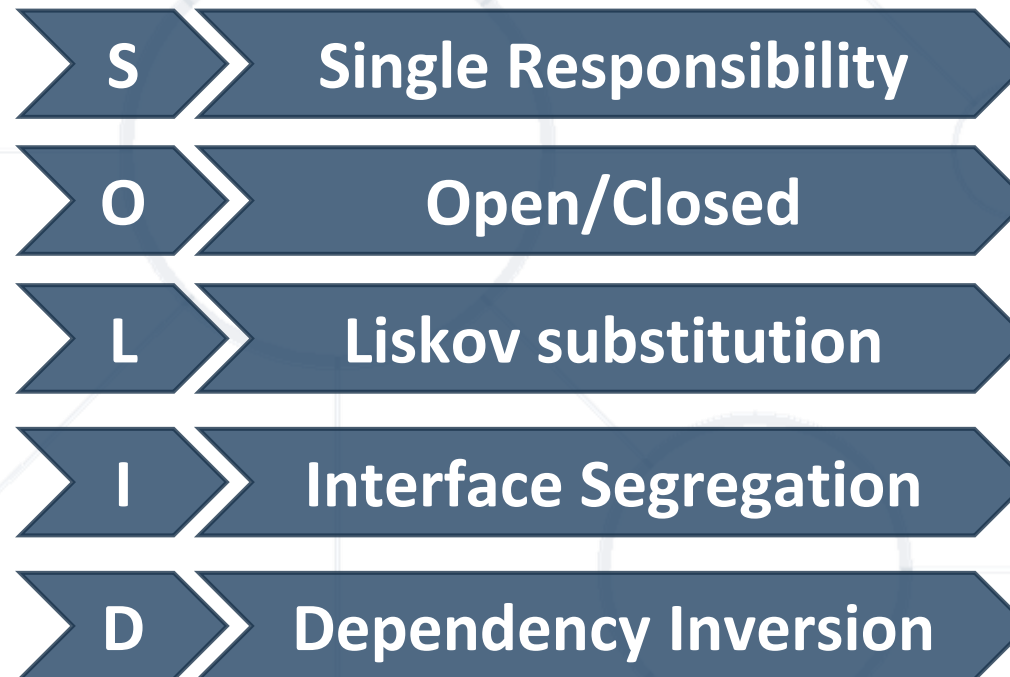 S Single Responsibility
O Open/Closed
L Liskov substitution
I Interface Segregation
D Dependency Inversion